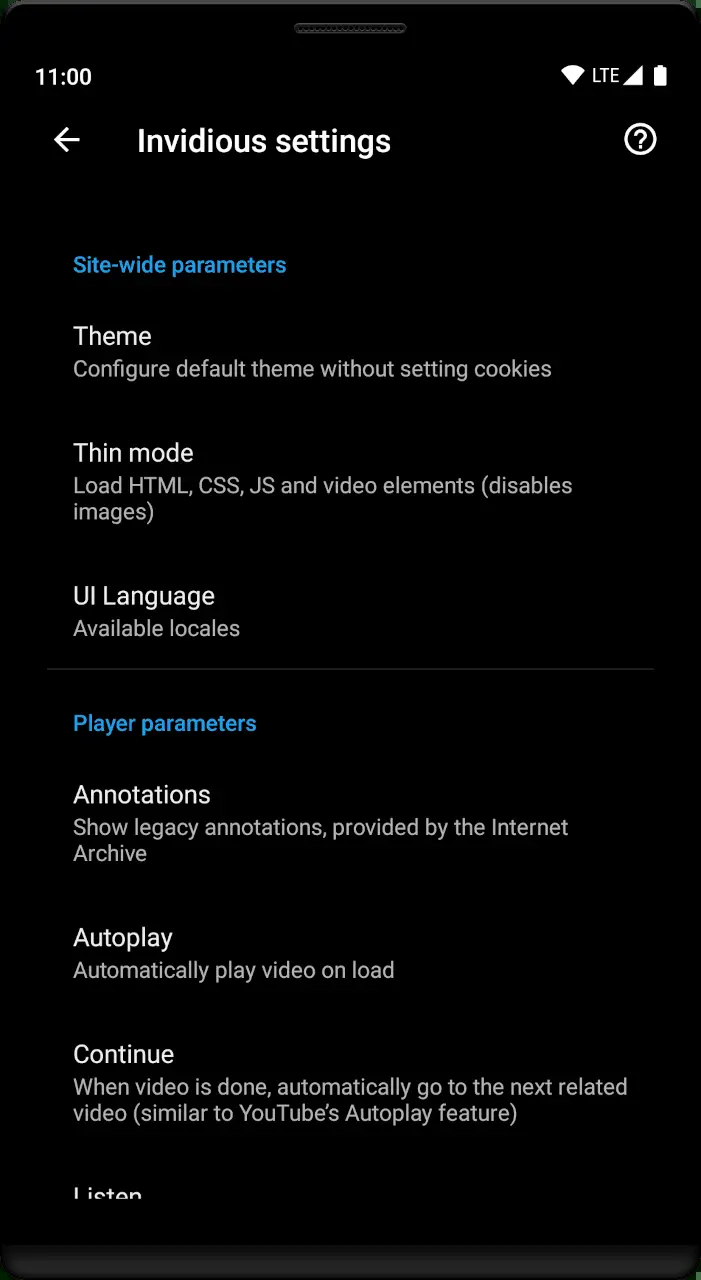 11:00 LTE
Invidious settings
Site-wide parameters
Theme
Configure default theme without setting cookies
Thin mode
Load HTML, CSS, JS and video elements (disables
images)
UI Language
Available locales
Player parameters
Annotations
Show legacy annotations, provided by the Internet
Archive
Autoplay
Automatically play video on load
Continue
When video is done, automatically go to the next related
video (similar to YouTube’s Autoplay feature)
Listen